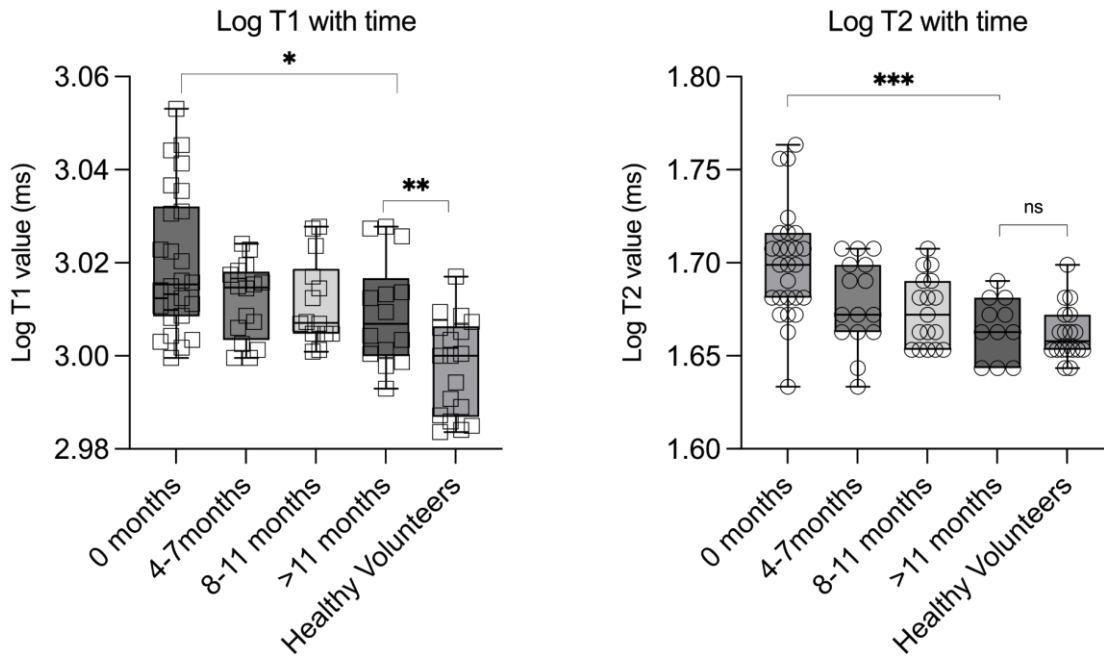 Log T1 with time
*
3.06
3.04
**
3.02
3.00
2.98
Log T1 value (ms)
0 months
4-7months
8-11 months
>11 months
Healthy Volunteers
Log T2 with time
***
1.80
1.75
ns
1.70
1.65
1.60
Log T2 value (ms)
0 months
4-7months
8-11 months
>11 months
Healthy Volunteers